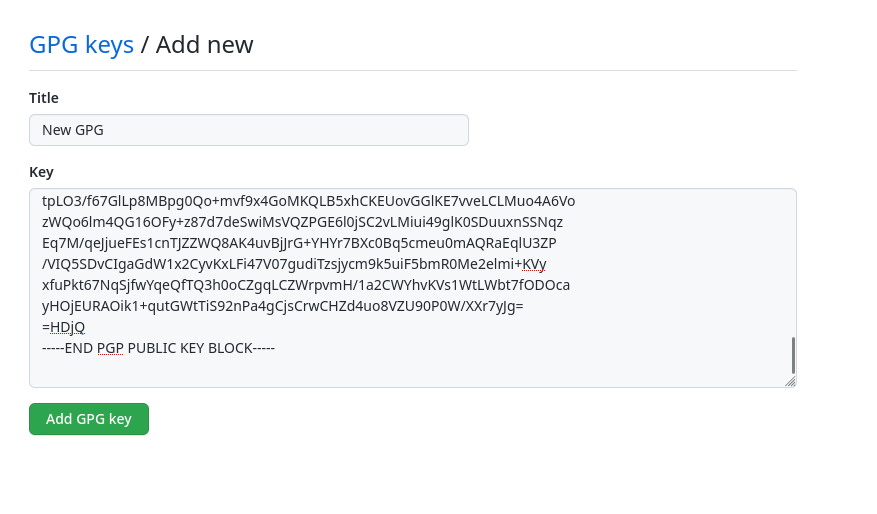 GPG keys / Add new
Title
New GPG
Key
tpLO3/f67GlLp8MBpg0Qo+mvf9x4GoMKQLB5xhCKEUovGGlKE7vveLCLMuo4A6Vo
zWQo6lm4QG16OFy+z87d7deSwiMsVQZPGE6l0jSC2vLMiui49glK0SDuuxnSSNqz
Eq7M/qeJjueFEs1cnTJZZWQ8AK4uvBjJrG+YHYr7BXc0Bq5cmeu0mAQRaEqlU3ZP
/VIQ5SDvCIgaGdW1x2CyvKxLFi47V07gudiTzsjycm9k5uiF5bmR0Me2elmi+KVy
xfuPkt67NqSjfwYqeQfTQ3h0oCZgqLCZWrpvmH/1a2CWYhvKVs1WtLWbt7fODOca
yHOjEURAOik1+qutGWtTiS92nPa4gCjsCrwCHZd4uo8VZU90P0W/XXr7yJg=
=HDjQ
-----END PGP PUBLIC KEY BLOCK-----
Add GPG key